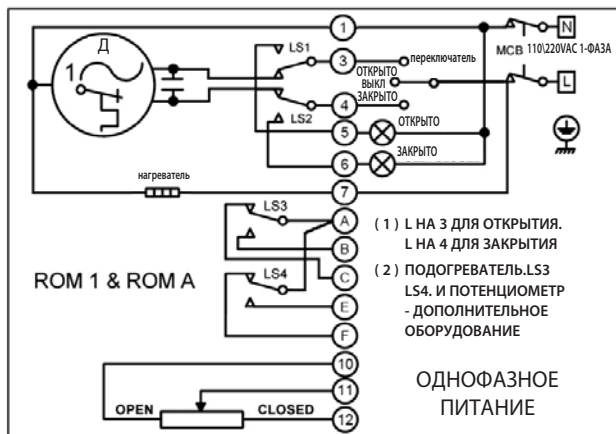 1
N
Д
LS1
3
переключатель
МСВ 110\220VAC 1-ФАЗА
1
ОТКРЫТО
ВЫКЛ
L
4
ЗАКРЫТО
LS2
5
ОТКРЫТО
6
ЗАКРЫТО
нагреватель
7
LS3
A
B
C
LS4
E
F
ROM 1 & ROM A
( 1 ) L НА 3 ДЛЯ ОТКРЫТИЯ.
L НА 4 ДЛЯ ЗАКРЫТИЯ
( 2 ) ПОДОГРЕВАТЕЛЬ.LS3
LS4. И ПОТЕНЦИОМЕТР
- ДОПОЛНИТЕЛЬНОЕ
ОБОРУДОВАНИЕ
10
11
OPEN
CLOSED
12
ОДНОФАЗНОЕ
ПИТАНИЕ